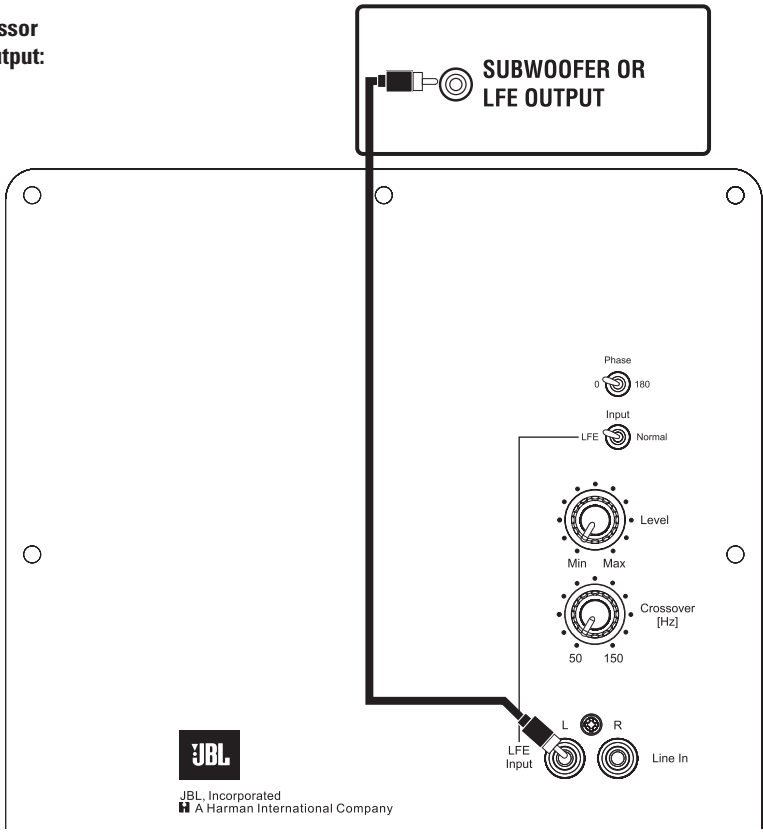 ssor
tput:
SUBWOOFER OR
LFE OUTPUT
Phase
0 180
Input
LFE Normal
Level
Min Max
Crossover
[Hz]
50 150
L R
LFE
Input
Line In
JBL
JBL, Incorporated
H A Harman International Company